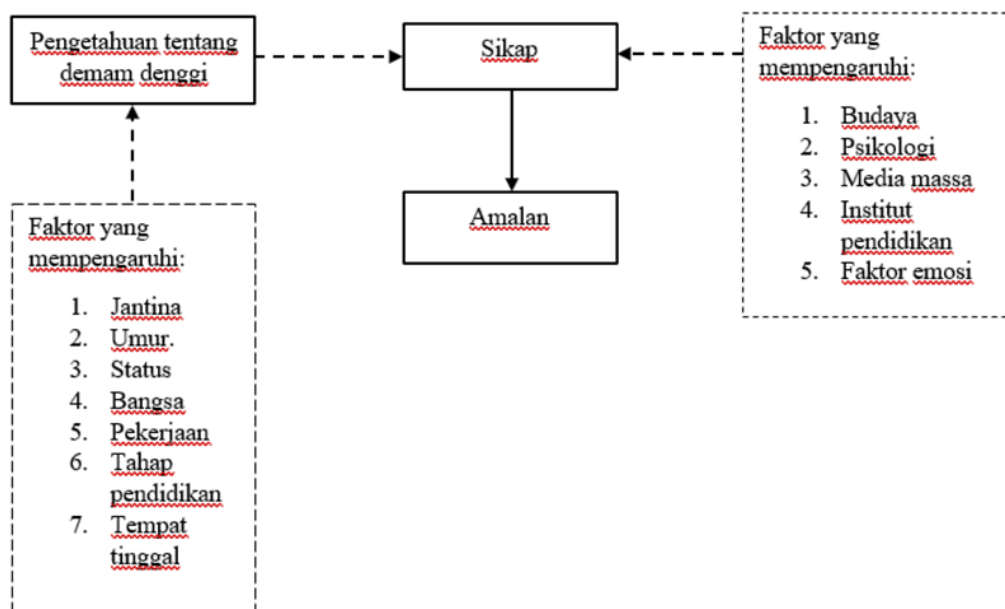 Pengetahuan tentang
demam denggi
Sikap
Amalan
Faktor yang
mempengaruhi:
1. Budaya
2. Psikologi
3. Media massa
4. Institut
pendidikan
5. Faktor emosi
Faktor yang
mempengaruhi:
1. Jantina
2. Umur.
3. Status
4. Bangsa
5. Pekerjaan
6. Tahap
pendidikan
7. Tempat
tinggal